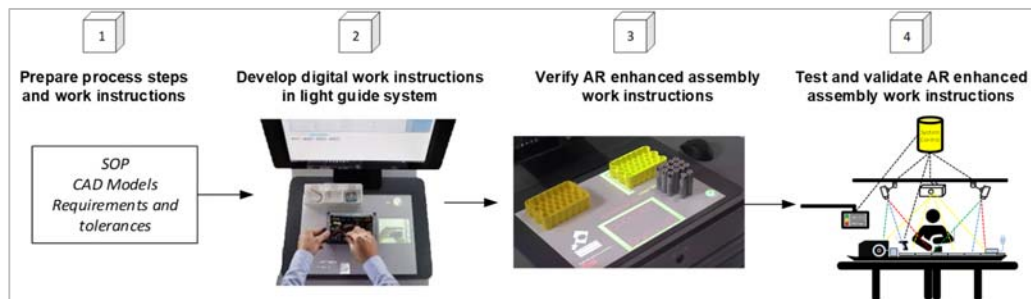 1
2
3
4
Prepare process steps
and work instructions
Develop digital work instructions
in light guide system
Verify AR enhanced assembly
work instructions
Test and validate AR enhanced
assembly work instructions
SOP
CAD Models
Requirements and
tolerances